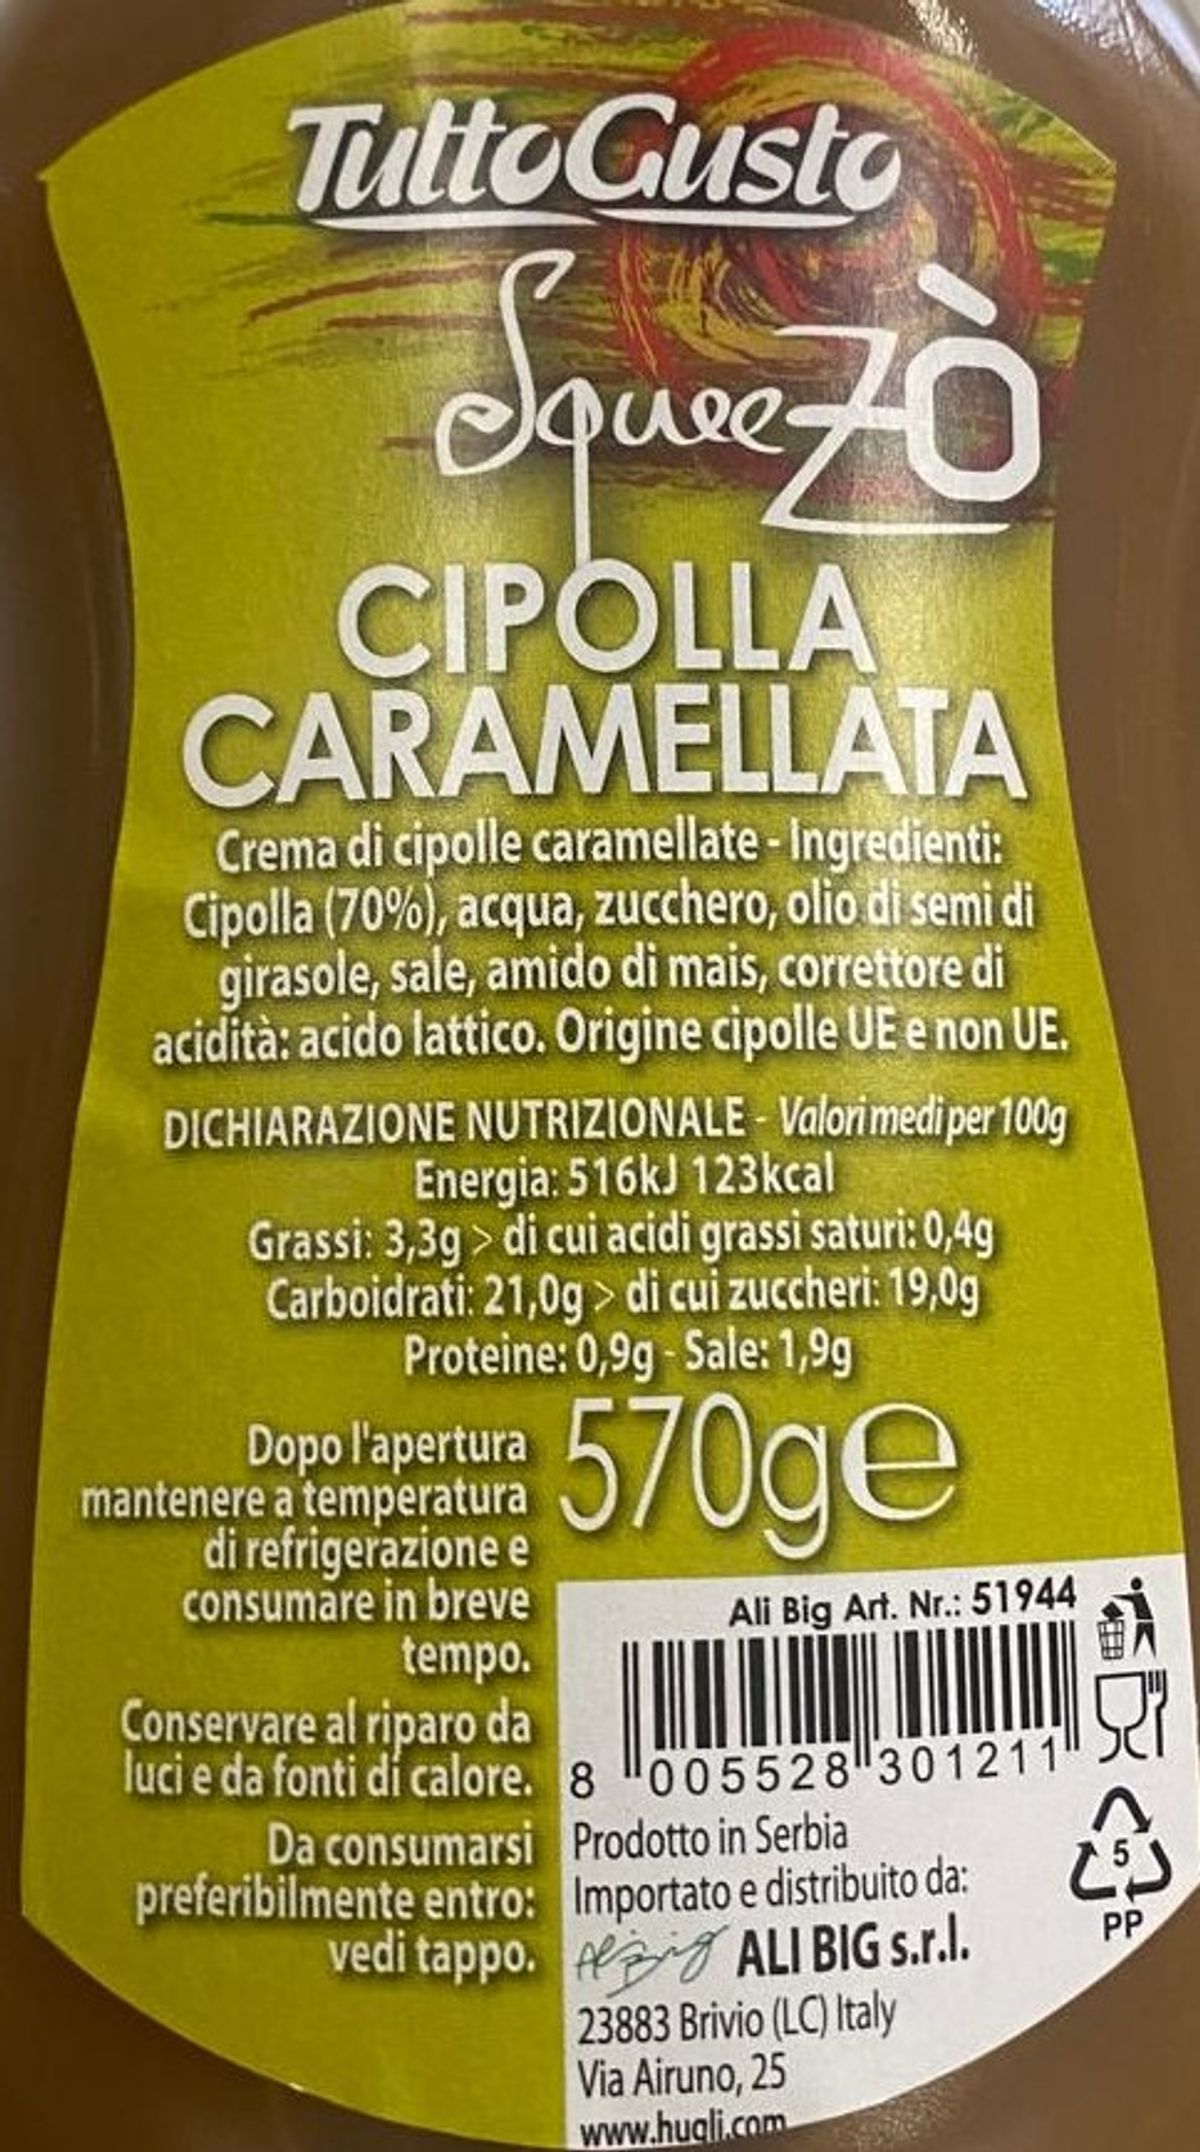 TuttoGusto
SqueeZÒ
CIPOLLA
CARAMELLATA
Crema di cipolle caramellate - Ingredienti:
Cipolla (70%), acqua, zucchero, olio di semi di
girasole, sale, amido di mais, correttore di
acidità: acido lattico. Origine cipolle UE e non UE.
DICHIARAZIONE NUTRIZIONALE - Valori medi per 100g
Energia: 516kJ 123kcal
Grassi: 3,3g > di cui acidi grassi saturi: 0,4g
Carboidrati: 21,0g > di cui zuccheri: 19,0g
Proteine: 0,9g - Sale: 1,9g
570g℮
Dopo l'apertura
mantenere a temperatura
di refrigerazione e
consumare in breve
tempo.
Conservare al riparo da
luci e da fonti di calore.
Da consumarsi
preferibilmente entro:
vedi tappo.
Ali Big Art. Nr.: 51944
8 005528 301211
Prodotto in Serbia
Importato e distribuito da:
AliBig ALI BIG s.r.l.
23883 Brivio (LC) Italy
Via Airuno, 25
www.hugli.com
5
PP